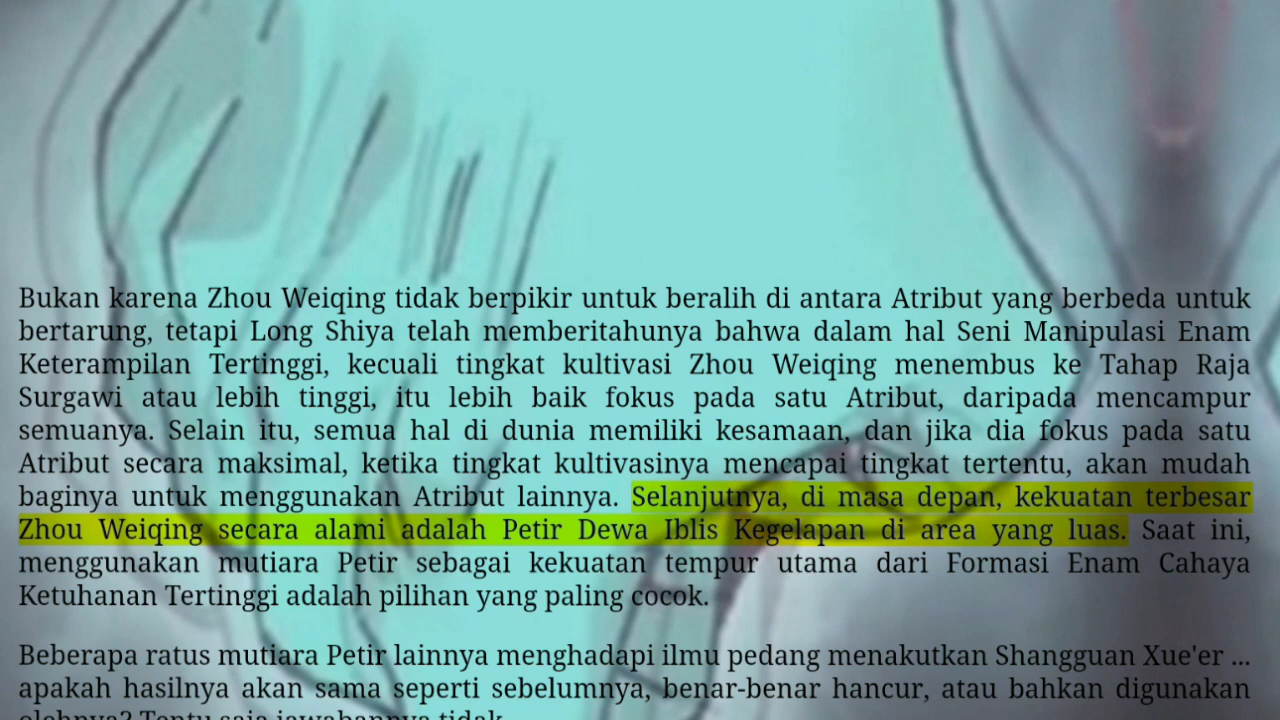 Bukan karena Zhou Weiqing tidak berpikir untuk beralih di antara Atribut yang berbeda untuk
bertarung, tetapi Long Shiya telah memberitahunya bahwa dalam hal Seni Manipulasi Enam
Keterampilan Tertinggi, kecuali tingkat kultivasi Zhou Weiqing menembus ke Tahap Raja
Surgawi atau lebih tinggi, itu lebih baik fokus pada satu Atribut, daripada mencampur
semuanya. Selain itu, semua hal di dunia memiliki kesamaan, dan jika dia fokus pada satu
Atribut secara maksimal, ketika tingkat kultivasinya mencapai tingkat tertentu, akan mudah
baginya untuk menggunakan Atribut lainnya. Selanjutnya, di masa depan, kekuatan terbesar
Zhou Weiqing secara alami adalah Petir Dewa Iblis Kegelapan di area yang luas. Saat ini,
menggunakan mutiara Petir sebagai kekuatan tempur utama dari Formasi Enam Cahaya
Ketuhanan Tertinggi adalah pilihan yang paling cocok.
Beberapa ratus mutiara Petir lainnya menghadapi ilmu pedang menakutkan Shangguan Xue'er ...
apakah hasilnya akan sama seperti sebelumnya, benar-benar hancur, atau bahkan digunakan
olehnya? Tentu saja jawabannya tidak